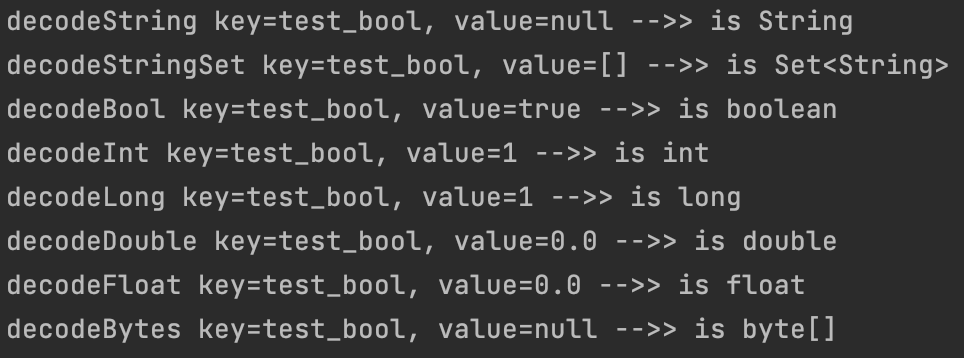 decodeString key=test_bool, value=null -->> is String
decodeStringSet key=test_bool, value=[] -->> is Set<String>
decodeBool key=test_bool, value=true -->> is boolean
decodeInt key=test_bool, value=1 -->> is int
decodeLong key=test_bool, value=1 -->> is long
decodeDouble key=test_bool, value=0.0 -->> is double
decodeFloat key=test_bool, value=0.0 -->> is float
decodeBytes key=test_bool, value=null -->> is byte[]